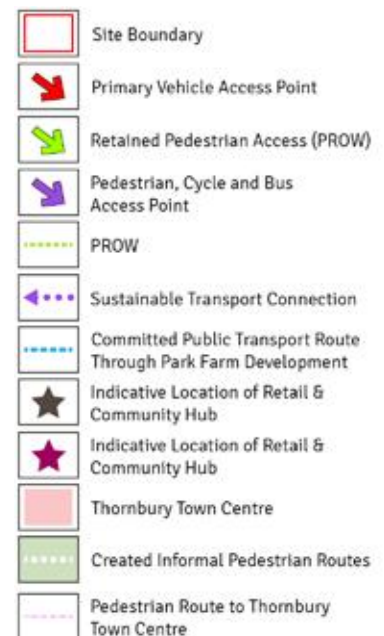 Site Boundary
Primary Vehicle Access Point
Retained Pedestrian Access (PROW)
Pedestrian, Cycle and Bus
Access Point
PROW
Sustainable Transport Connection
Committed Public Transport Route
Through Park Farm Development
Indicative Location of Retail &
Community Hub
Indicative Location of Retail &
Community Hub
Thornbury Town Centre
Created Informal Pedestrian Routes
Pedestrian Route to Thornbury
Town Centre